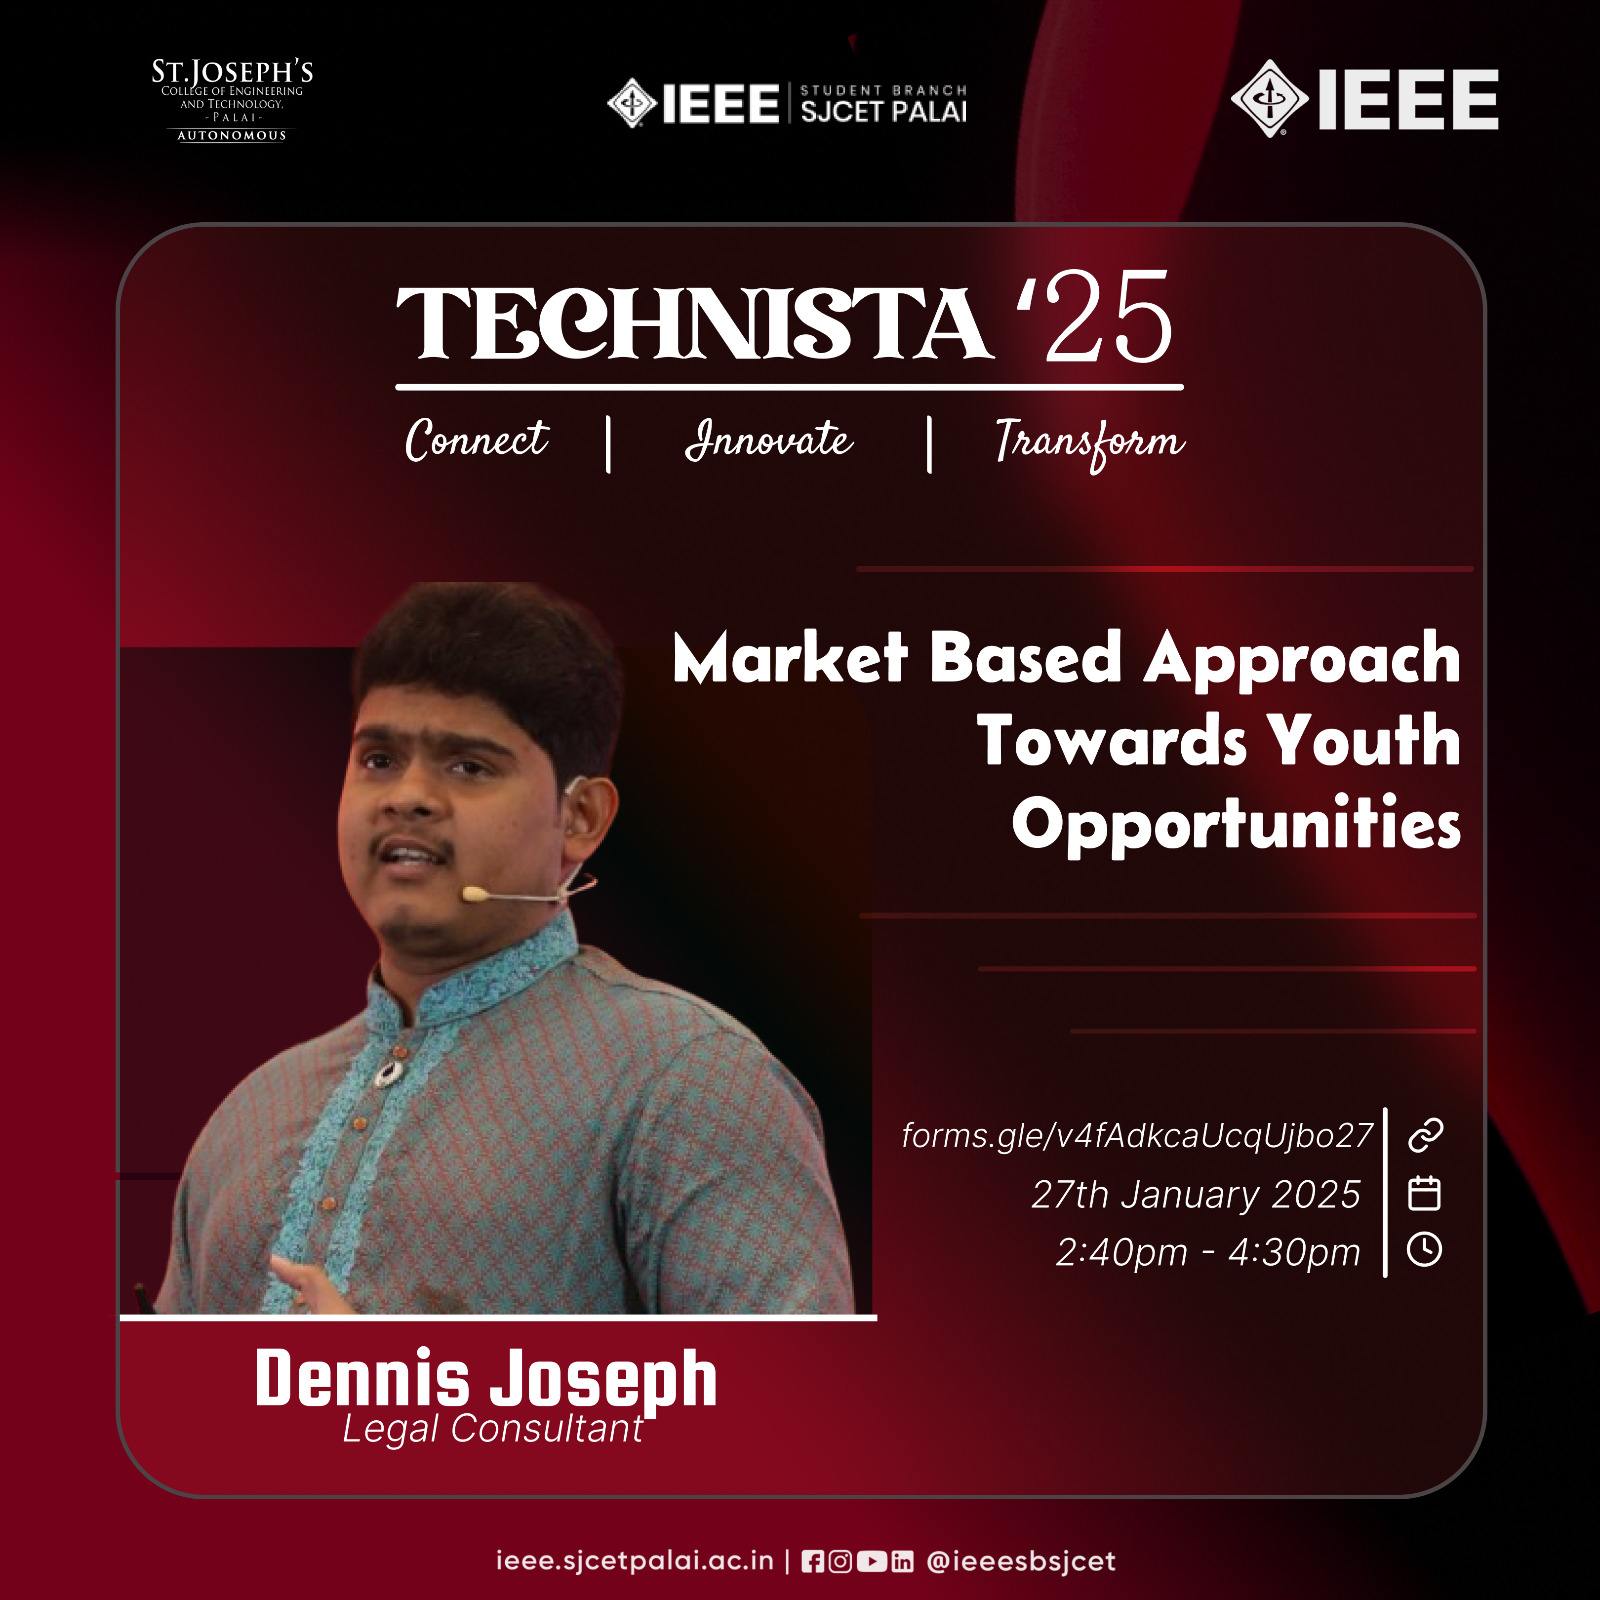 ST.JOSEPH'S
COLLEGE OF ENGINEERING
AND TECHNOLOGY,
- PALAI -
AUTONOMOUS
IEEE | STUDENT BRANCH
SJCET PALAI
IEEE
TECHNISTA ‘25
Connect | Innovate | Transform
Market Based Approach
Towards Youth
Opportunities
forms.gle/v4fAdkcaUcqUjbo27
27th January 2025
2:40pm - 4:30pm
Dennis Joseph
Legal Consultant
ieee.sjcetpalai.ac.in | @ieeesbsjcet